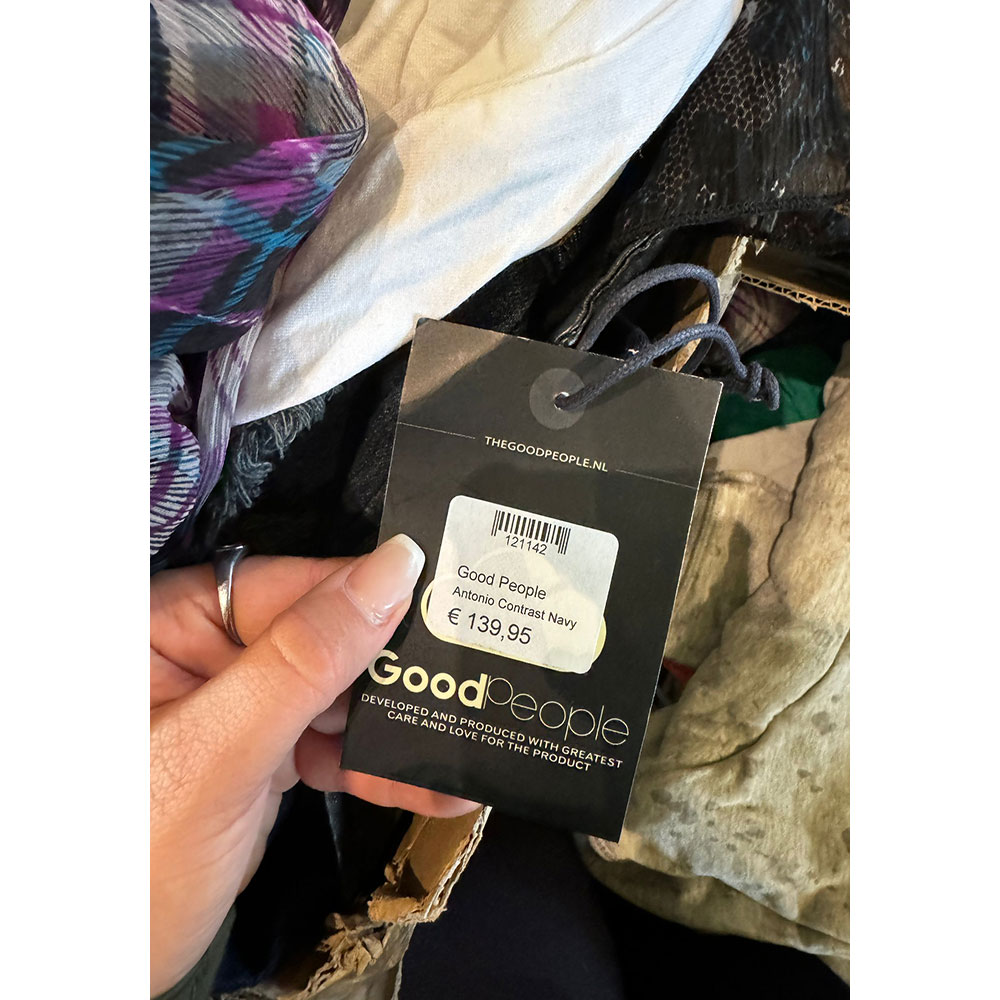 THEGOODPEOPLE.NL
121142
Good People
Antonio Contrast Navy
€ 139,95
Goodpeople
DEVELOPED AND PRODUCED WITH GREATEST
CARE AND LOVE FOR THE PRODUCT